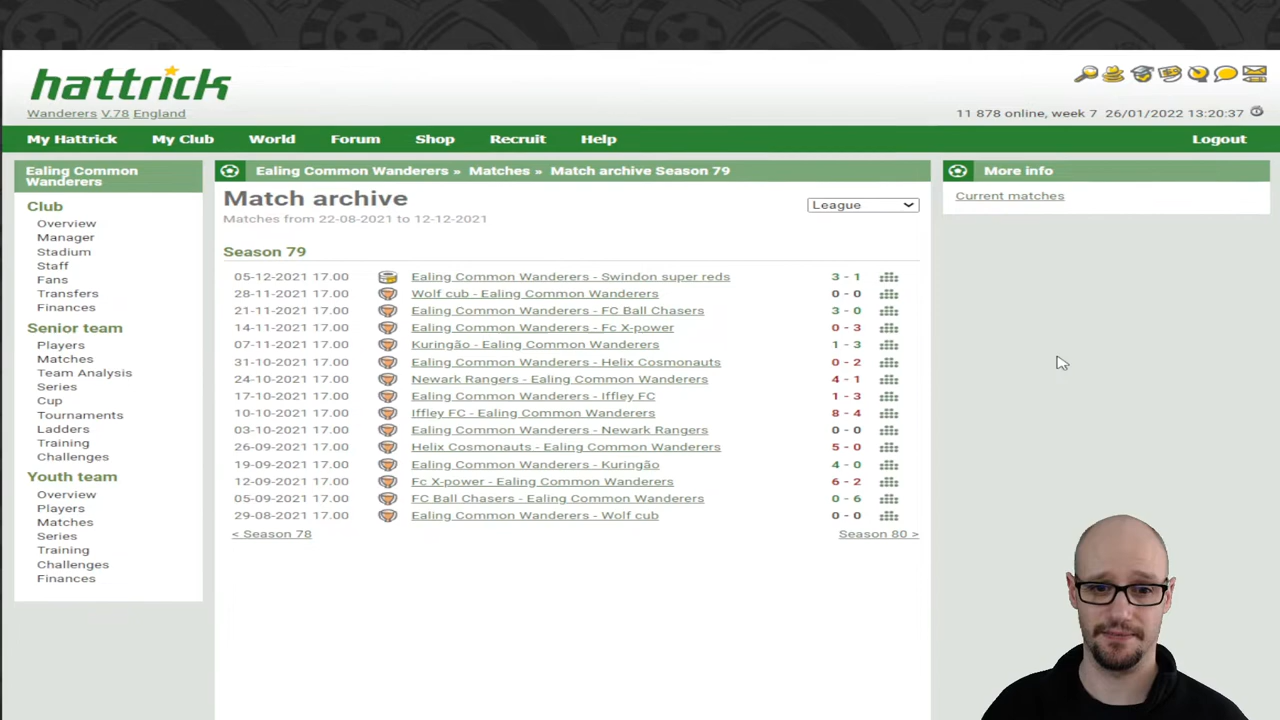 hattrick
Wanderers V.78 England
11 878 online, week 7 26/01/2022 13:20:37
My Hattrick My Club World Forum Shop Recruit Help Logout
Ealing Common
Wanderers
Club
Overview
Manager
Stadium
Staff
Fans
Transfers
Finances
Senior team
Players
Matches
Team Analysis
Series
Cup
Tournaments
Ladders
Training
Challenges
Youth team
Overview
Players
Matches
Series
Training
Challenges
Finances
Ealing Common Wanderers » Matches » Match archive Season 79
Match archive
League
Matches from 22-08-2021 to 12-12-2021
Season 79
05-12-2021 17.00 Ealing Common Wanderers - Swindon super reds 3 - 1
28-11-2021 17.00 Wolf cub - Ealing Common Wanderers 0 - 0
21-11-2021 17.00 Ealing Common Wanderers - FC Ball Chasers 3 - 0
14-11-2021 17.00 Ealing Common Wanderers - Fc X-power 0 - 3
07-11-2021 17.00 Kuringão - Ealing Common Wanderers 1 - 3
31-10-2021 17.00 Ealing Common Wanderers - Helix Cosmonauts 0 - 2
24-10-2021 17.00 Newark Rangers - Ealing Common Wanderers 4 - 1
17-10-2021 17.00 Ealing Common Wanderers - Iffley FC 1 - 3
10-10-2021 17.00 Iffley FC - Ealing Common Wanderers 8 - 4
03-10-2021 17.00 Ealing Common Wanderers - Newark Rangers 0 - 0
26-09-2021 17.00 Helix Cosmonauts - Ealing Common Wanderers 5 - 0
19-09-2021 17.00 Ealing Common Wanderers - Kuringão 4 - 0
12-09-2021 17.00 Fc X-power - Ealing Common Wanderers 6 - 2
05-09-2021 17.00 FC Ball Chasers - Ealing Common Wanderers 0 - 6
29-08-2021 17.00 Ealing Common Wanderers - Wolf cub 0 - 0
< Season 78 Season 80 >
More info
Current matches